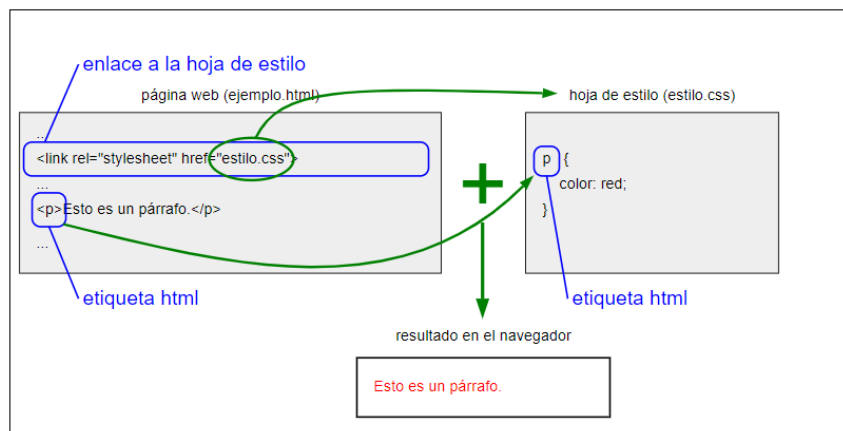 enlace a la hoja de estilo
página web (ejemplo.html)
...
<link rel="stylesheet" href="estilo.css">
...
<p>Esto es un párrafo.</p>
...
etiqueta html
hoja de estilo (estilo.css)
p {
color: red;
}
etiqueta html
resultado en el navegador
Esto es un párrafo.